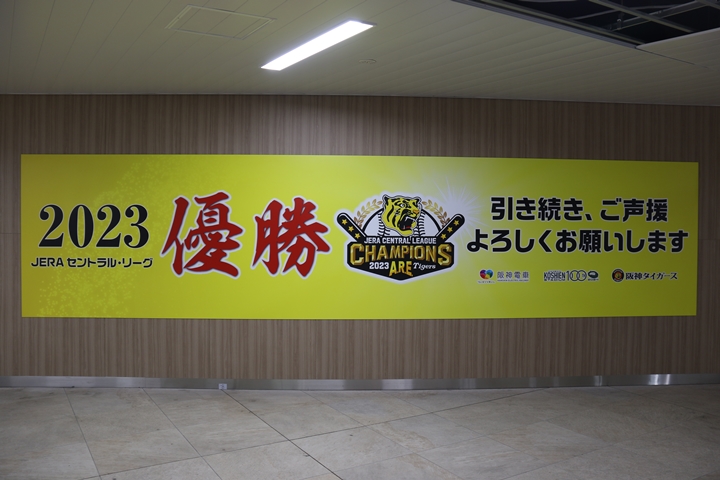 2023
JERA セントラル・リーグ
優勝
JERA CENTRAL LEAGUE
CHAMPIONS
2023 ARE Tigers
引き続き、ご声援
よろしくお願いします
阪神電車
KOSHIEN 100
阪神タイガース